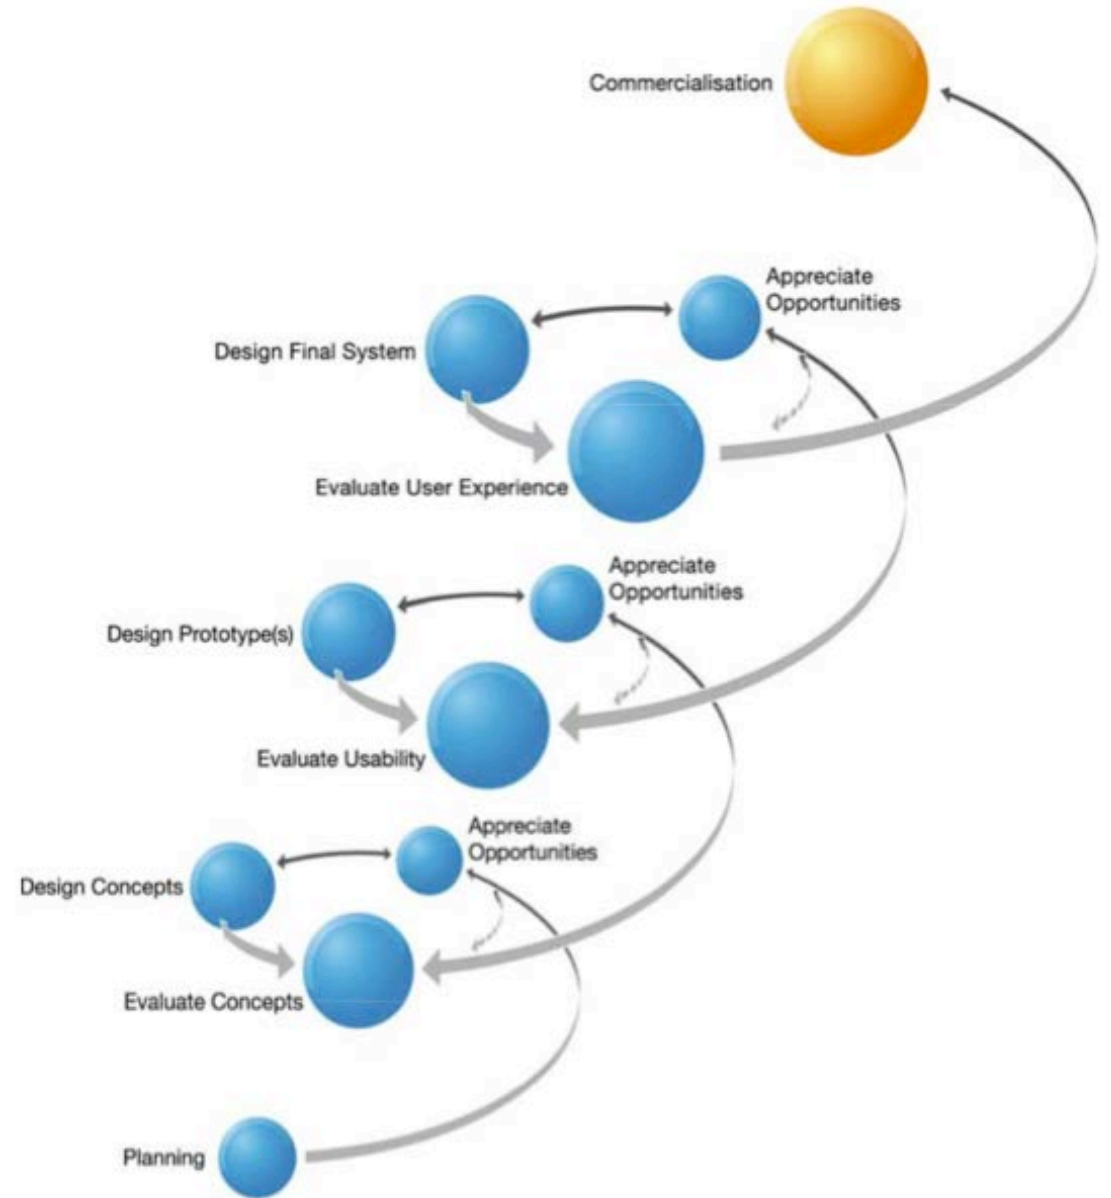 Commercialisation
Appreciate
Opportunities
Design Final System
Evaluate User Experience
Appreciate
Opportunities
Design Prototype(s)
Evaluate Usability
Appreciate
Opportunities
Design Concepts
Evaluate Concepts
Planning